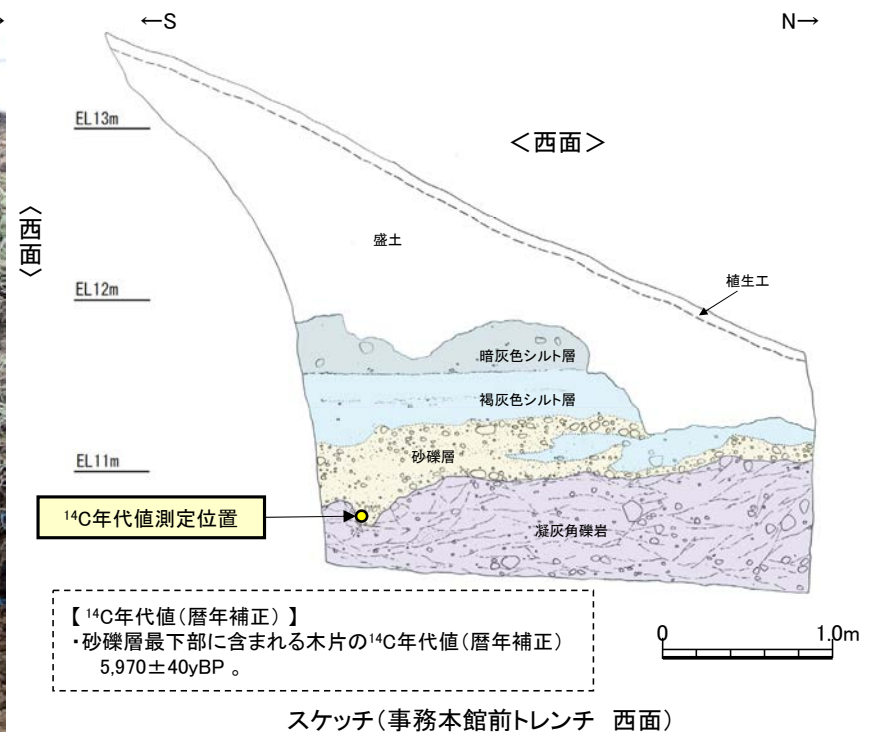 ←S
N→
EL13m
<西面>
〈西面〉
盛土
EL12m
植生工
暗灰色シルト層
褐灰色シルト層
砂礫層
EL11m
¹⁴C年代値測定位置
凝灰角礫岩
【 ¹⁴C年代値(暦年補正) 】
・砂礫層最下部に含まれる木片の¹⁴C年代値(暦年補正)
5,970±40yBP 。
0
1.0m
スケッチ(事務本館前トレンチ 西面)